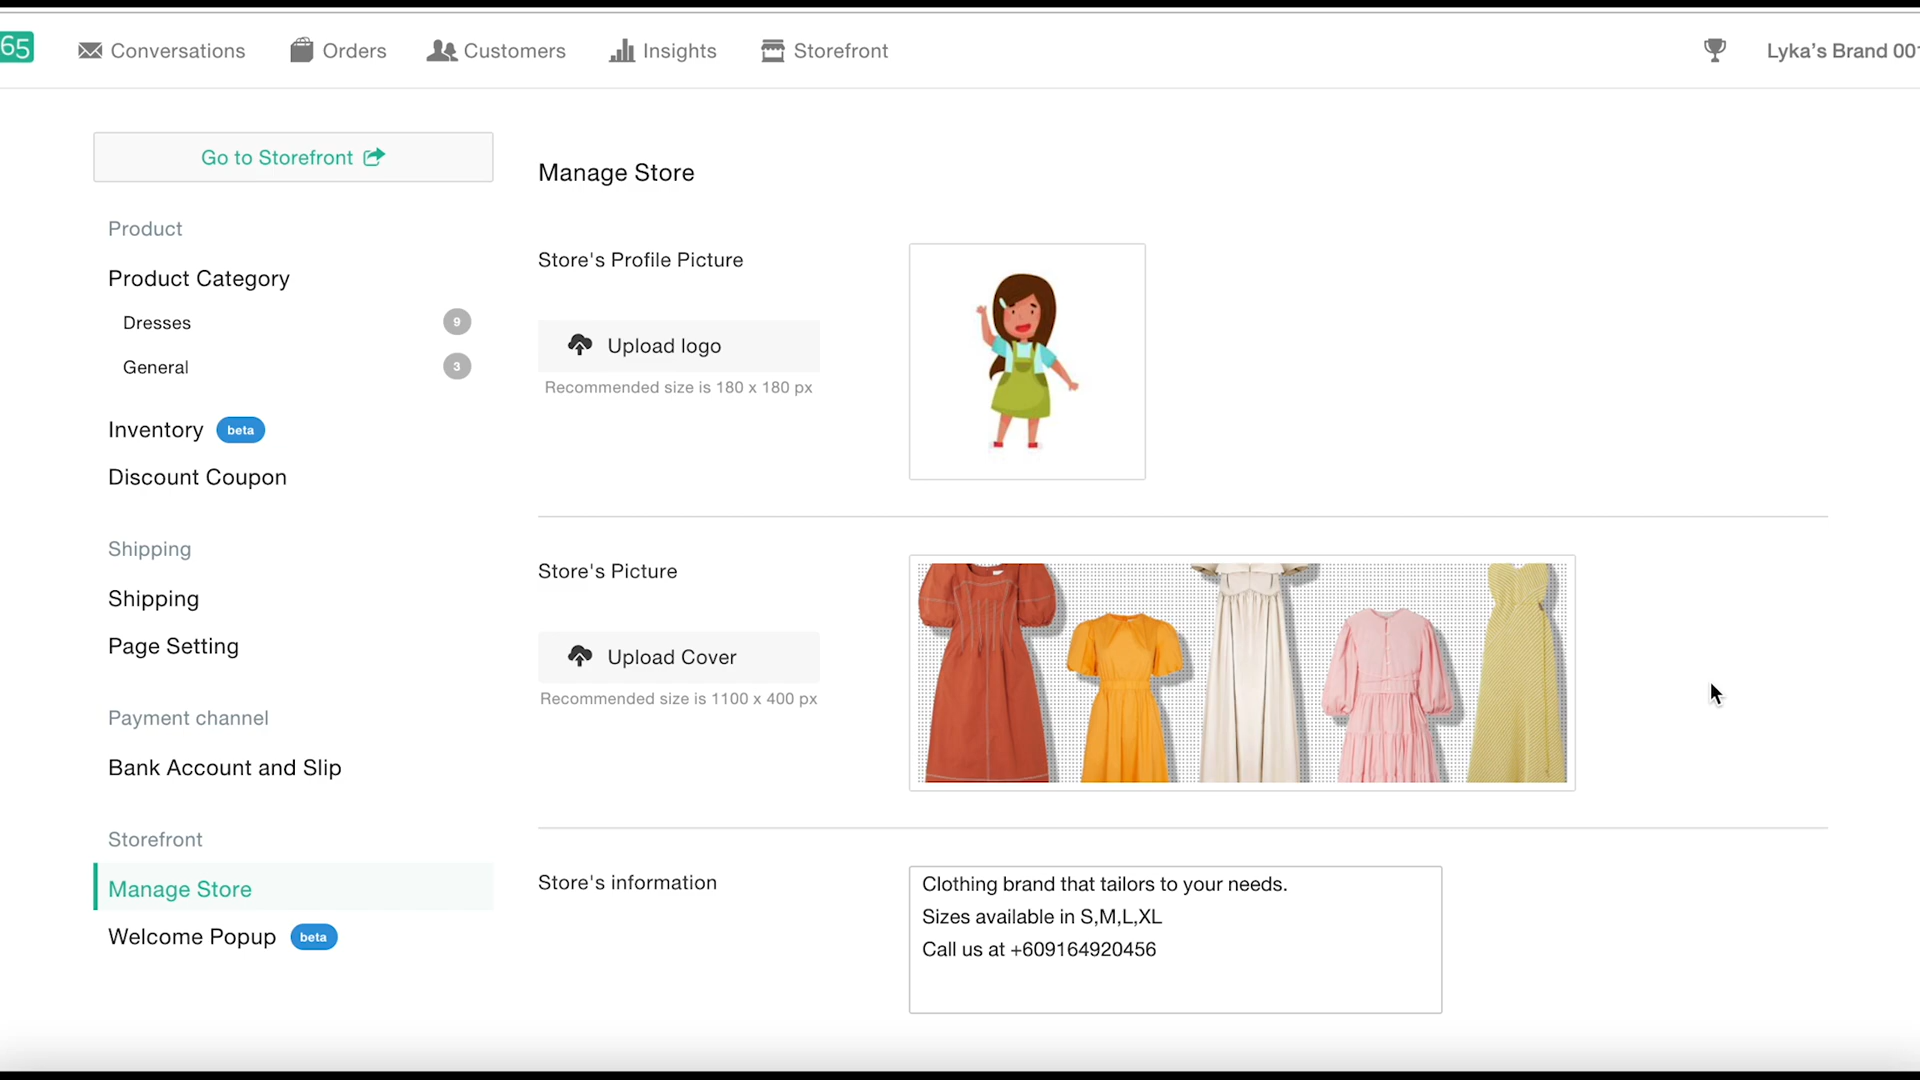 65
Conversations
Orders
Customers
Insights
Storefront
Lyka's Brand 001
Go to Storefront
Product
Product Category
Dresses 9
General 3
Inventory beta
Discount Coupon
Shipping
Shipping
Page Setting
Payment channel
Bank Account and Slip
Storefront
Manage Store
Welcome Popup beta
Manage Store
Store's Profile Picture
Upload logo
Recommended size is 180 x 180 px
Store's Picture
Upload Cover
Recommended size is 1100 x 400 px
Store's information
Clothing brand that tailors to your needs.
Sizes available in S,M,L,XL
Call us at +609164920456